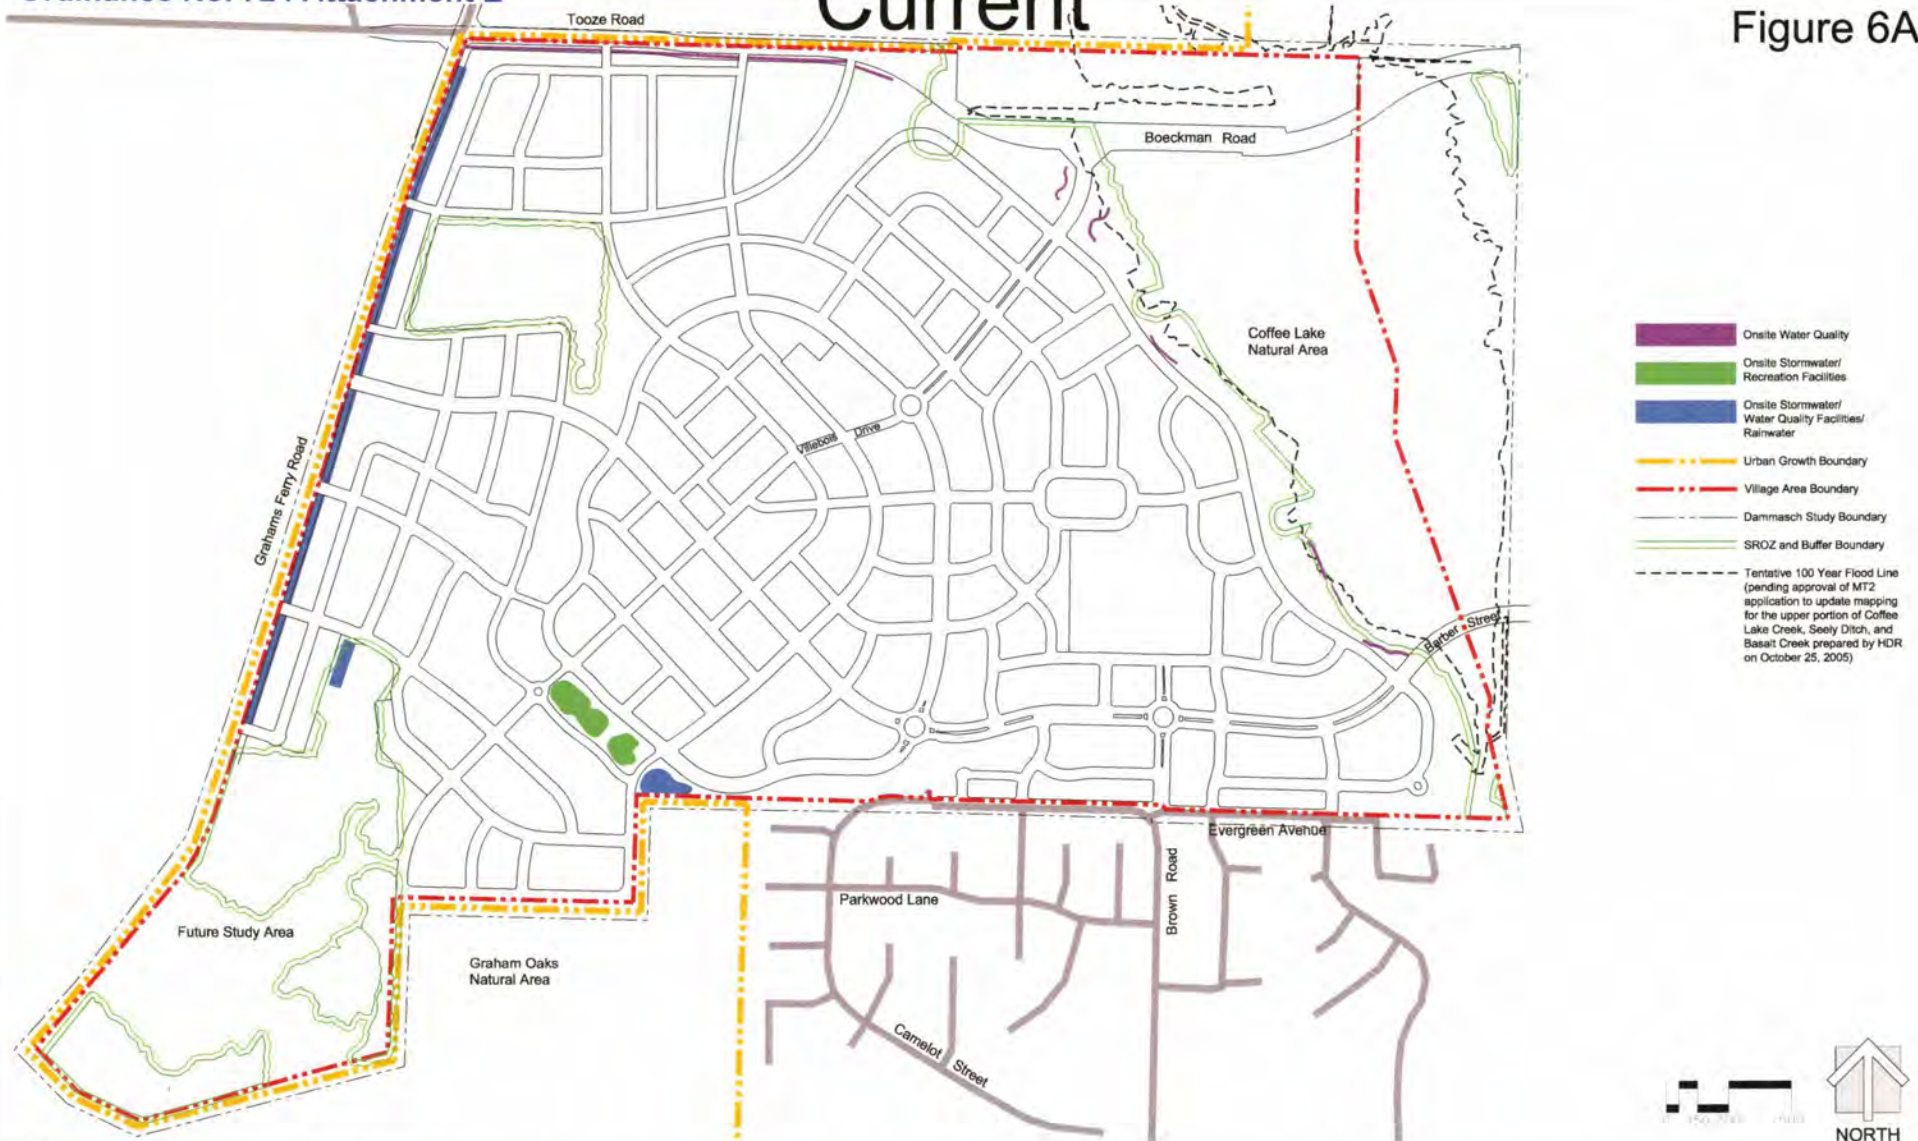 Current
Figure 6A
Tooze Road
Boeckman Road
Coffee Lake
Natural Area
Villebois Drive
Grahams Ferry Road
Barber Street
Evergreen Avenue
Parkwood Lane
Brown Road
Camelot Street
Future Study Area
Graham Oaks
Natural Area
Onsite Water Quality
Onsite Stormwater/
Recreation Facilities
Onsite Stormwater/
Water Quality Facilities/
Rainwater
Urban Growth Boundary
Village Area Boundary
Dammasch Study Boundary
SROZ and Buffer Boundary
Tentative 100 Year Flood Line
(pending approval of MT2
application to update mapping
for the upper portion of Coffee
Lake Creek, Seely Ditch, and
Basalt Creek prepared by HDR
on October 25, 2005)
NORTH